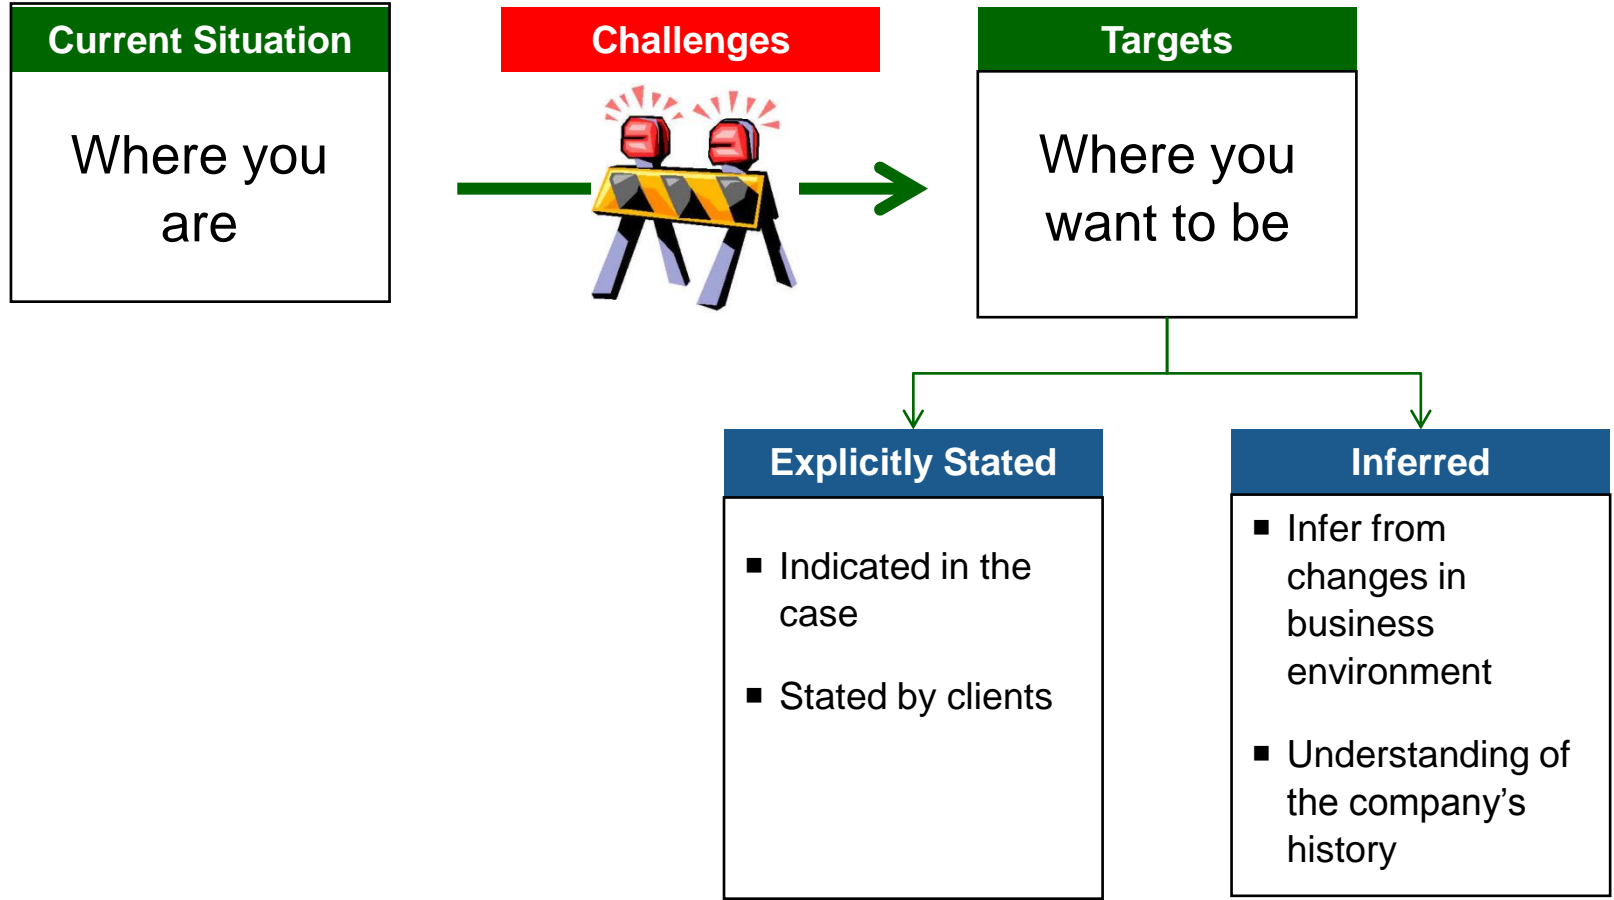 Current Situation
Where you
are
Challenges
Targets
Where you
want to be
Explicitly Stated
■ Indicated in the
case
■ Stated by clients
Inferred
■ Infer from
changes in
business
environment
■ Understanding of
the company’s
history